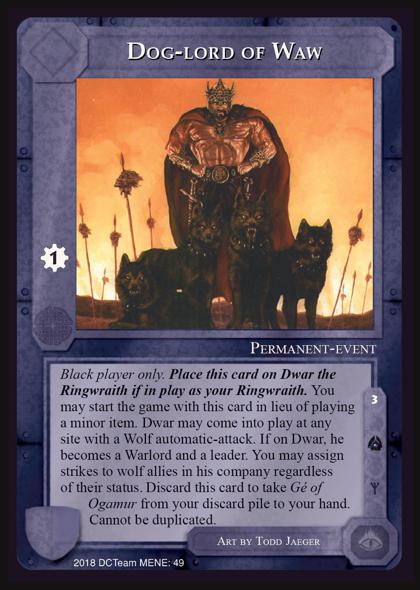 DOG-LORD OF WAW
1
PERMANENT-EVENT
Black player only. Place this card on Dwar the
Ringwraith if in play as your Ringwraith. You
may start the game with this card in lieu of playing
a minor item. Dwar may come into play at any
site with a Wolf automatic-attack. If on Dwar, he
becomes a Warlord and a leader. You may assign
strikes to wolf allies in his company regardless
of their status. Discard this card to take Gé of
Ogamur from your discard pile to your hand.
Cannot be duplicated.
3
ART BY TODD JAEGER
2018 DCTeam MENE: 49